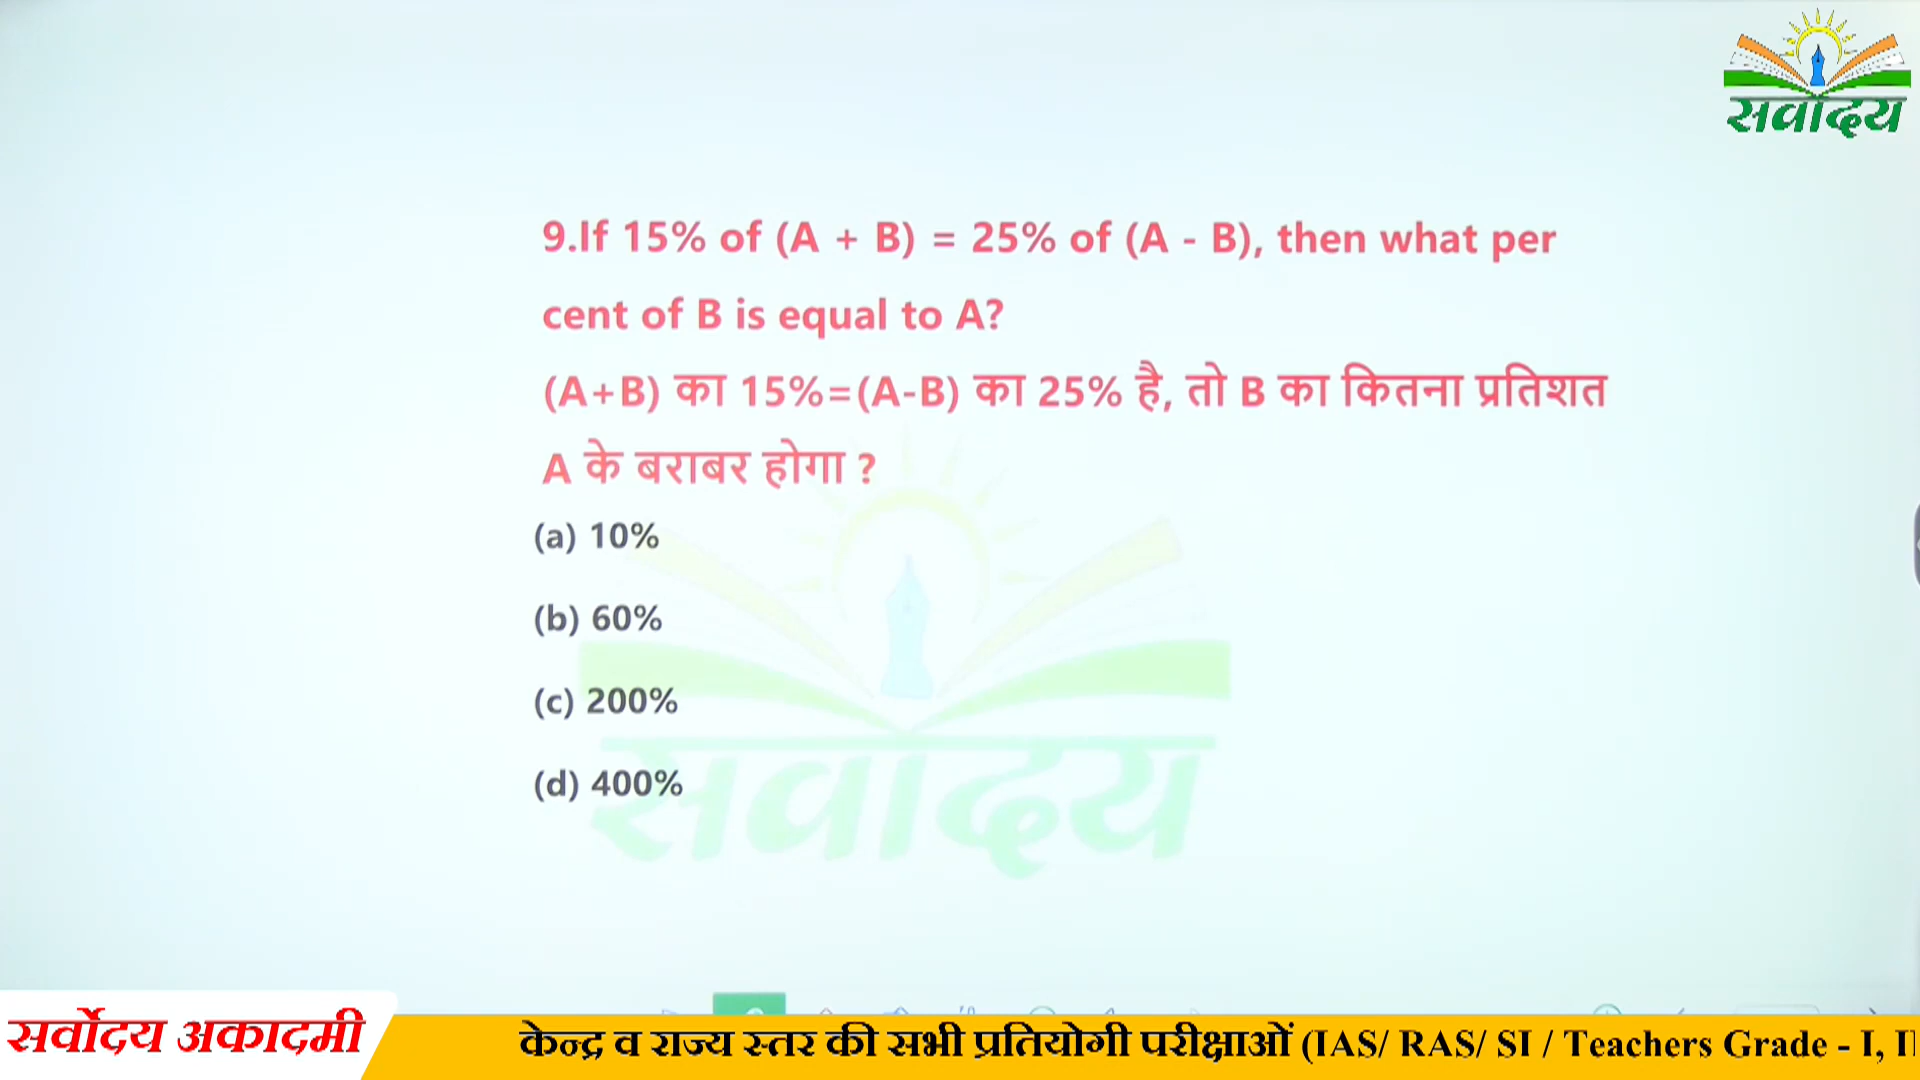 सर्वोदय
9.If 15% of (A + B) = 25% of (A - B), then what per
cent of B is equal to A?
(A+B) का 15%=(A-B) का 25% है, तो B का कितना प्रतिशत
A के बराबर होगा ?
(a) 10%
(b) 60%
(c) 200%
(d) 400%
सर्वोदय
सर्वोदय अकादमी
केन्द्र व राज्य स्तर की सभी प्रतियोगी परीक्षाओं (IAS/ RAS/ SI / Teachers Grade - I, II